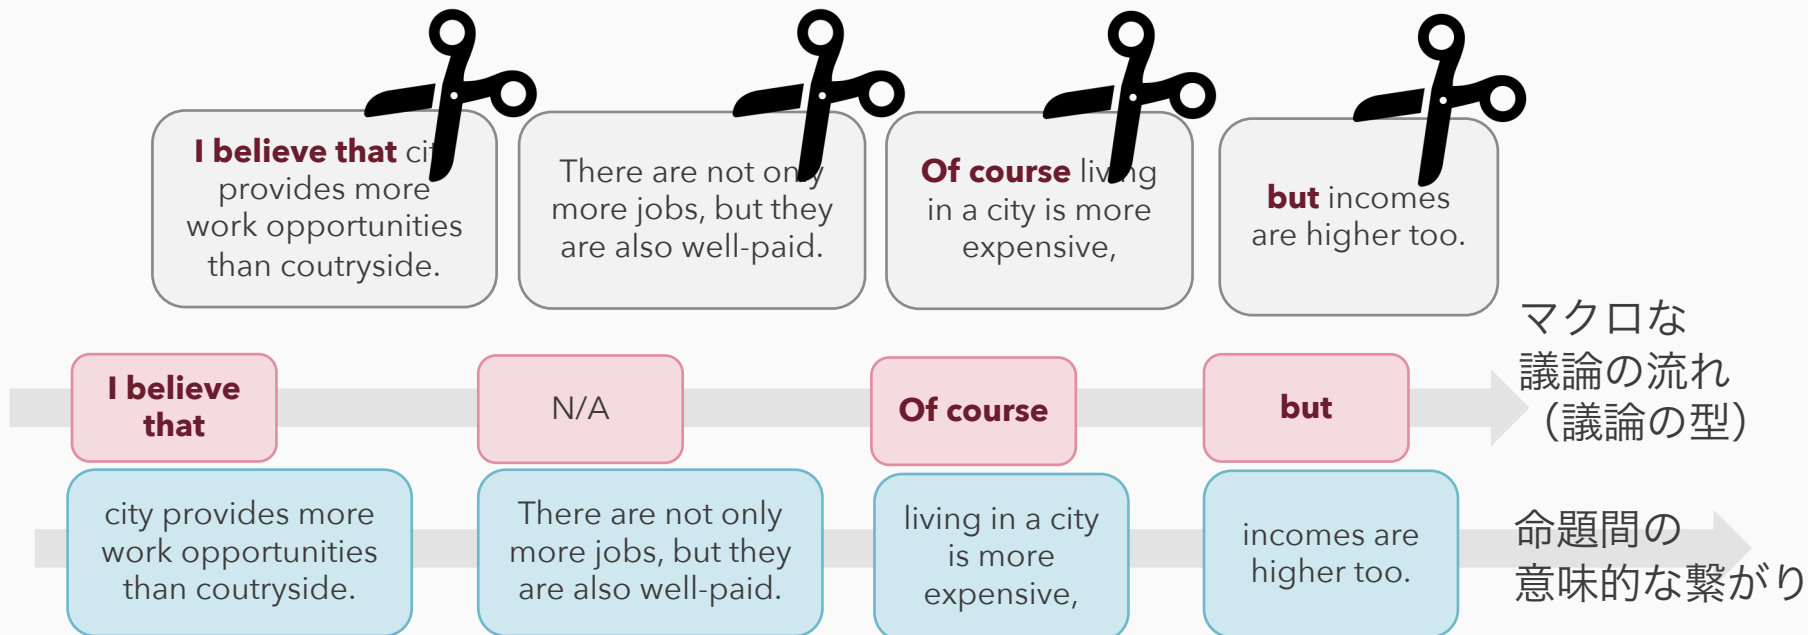 I believe that city
provides more
work opportunities
than coutryside.
There are not only
more jobs, but they
are also well-paid.
Of course living
in a city is more
expensive,
but incomes
are higher too.
マクロな
議論の流れ
（議論の型）
I believe
that
N/A
Of course
but
city provides more
work opportunities
than coutryside.
There are not only
more jobs, but they
are also well-paid.
living in a city
is more
expensive,
incomes are
higher too.
命題間の
意味的な繋がり